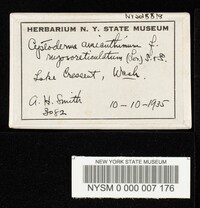 HERBARIUM N. Y. STATE MUSEUM
Cystoderma amianthinum f.
rugosoreticulatum (Lor.) S. & S.
Lake Crescent, Wash.
A. H. Smith 10-10-1935
3082
NEW YORK STATE MUSEUM
NYSM 0 000 007 176